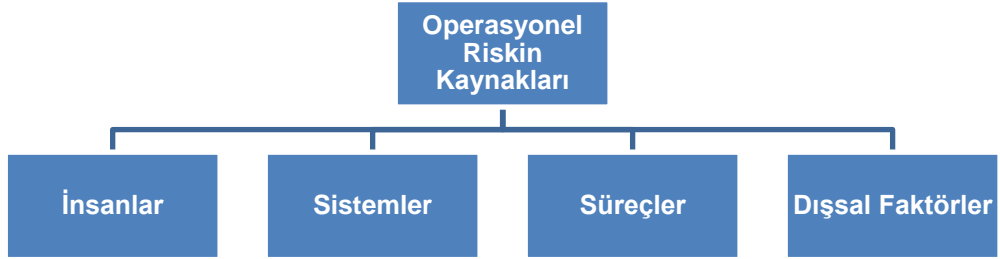 Operasyonel
Riskin
Kaynakları
İnsanlar
Sistemler
Süreçler
Dışsal Faktörler